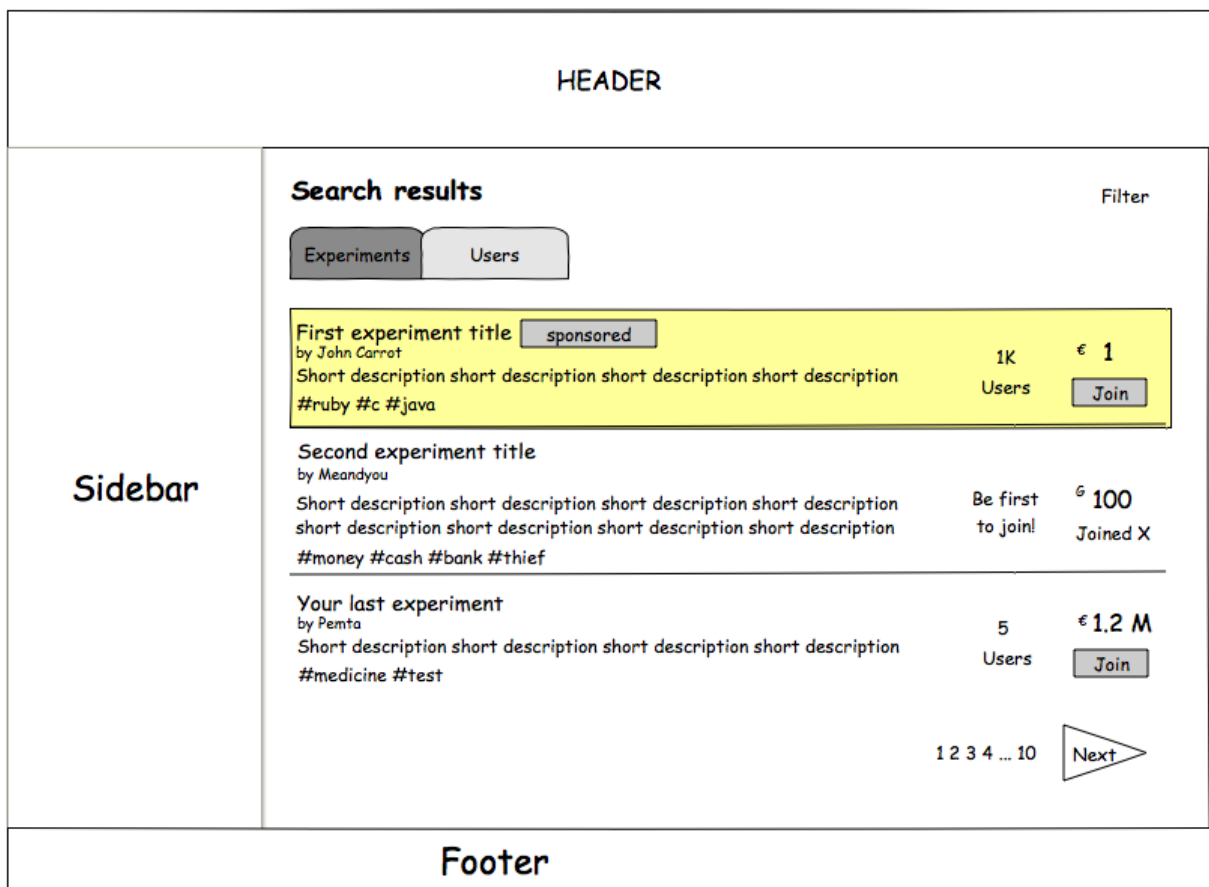 HEADER
Search results
Filter
Experiments
Users
First experiment title
sponsored
by John Carrot
Short description short description short description short description
#ruby #c #java
1K
Users
€ 1
Join
Sidebar
Second experiment title
by Meandyou
Short description short description short description short description
short description short description short description short description
#money #cash #bank #thief
Be first
to join!
G 100
Joined X
Your last experiment
by Pemta
Short description short description short description short description
#medicine #test
5
Users
€ 1.2 M
Join
1 2 3 4 ... 10
Next
Footer